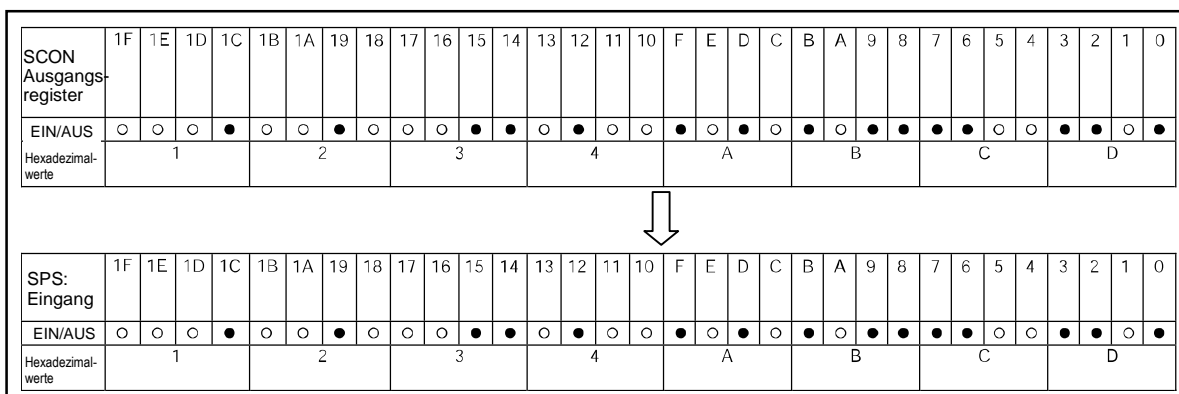 SCON Ausgangs-register 1F 1E 1D 1C 1B 1A 19 18 17 16 15 14 13 12 11 10 F E D C B A 9 8 7 6 5 4 3 2 1 0
EIN/AUS ○ ○ ○ ● ○ ○ ● ○ ○ ○ ● ● ○ ● ○ ○ ● ○ ● ○ ● ○ ● ● ● ● ○ ○ ● ● ○ ●
Hexadezimal-werte 1 2 3 4 A B C D
SPS: Eingang 1F 1E 1D 1C 1B 1A 19 18 17 16 15 14 13 12 11 10 F E D C B A 9 8 7 6 5 4 3 2 1 0
EIN/AUS ○ ○ ○ ● ○ ○ ● ○ ○ ○ ● ● ○ ● ○ ○ ● ○ ● ○ ● ○ ● ● ● ● ○ ○ ● ● ○ ●
Hexadezimal-werte 1 2 3 4 A B C D